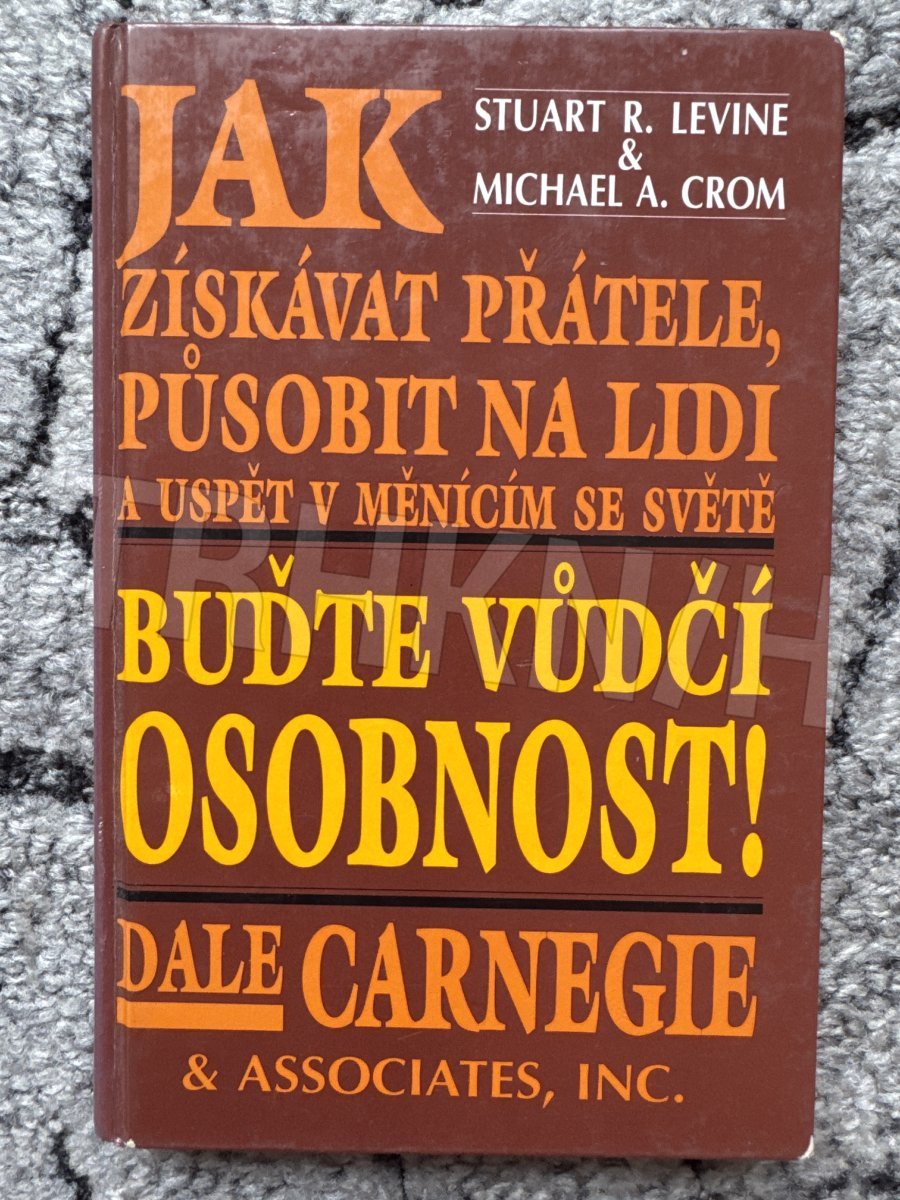 JAK
STUART R. LEVINE
&
MICHAEL A. CROM
ZÍSKÁVAT PŘÁTELE,
PŮSOBIT NA LIDI
A USPĚT V MĚNÍCÍM SE SVĚTĚ
TRHKNIH
BUĎTE VŮDČÍ
OSOBNOST!
DALE CARNEGIE
& ASSOCIATES, INC.